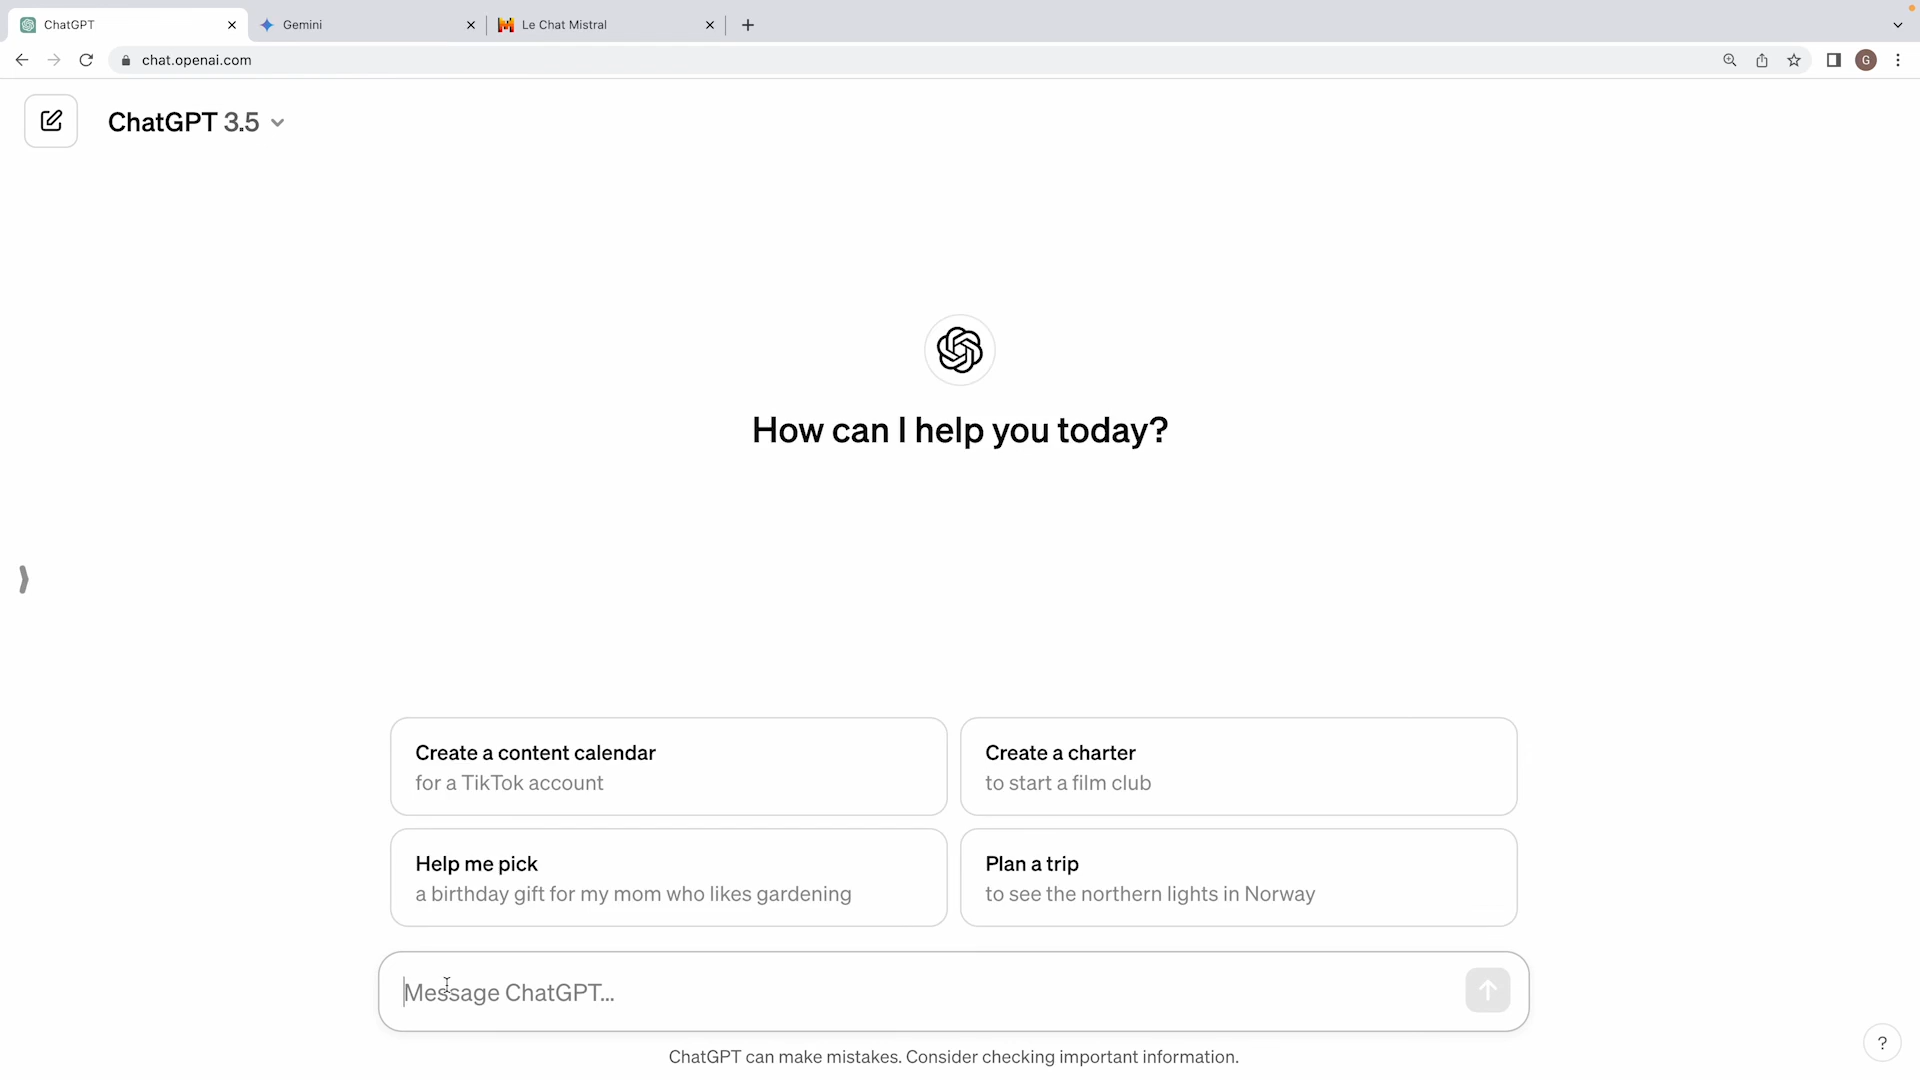 ChatGPT
Gemini
Le Chat Mistral
chat.openai.com
G
ChatGPT 3.5
How can I help you today?
Create a content calendar
for a TikTok account
Create a charter
to start a film club
Help me pick
a birthday gift for my mom who likes gardening
Plan a trip
to see the northern lights in Norway
Message ChatGPT...
ChatGPT can make mistakes. Consider checking important information.
?